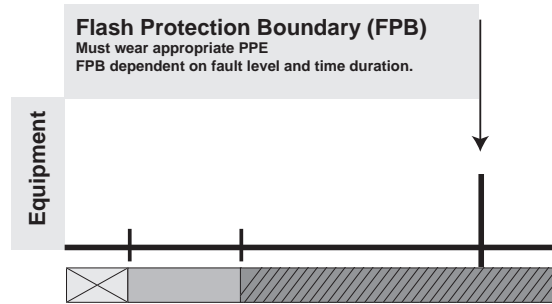 Flash Protection Boundary (FPB)
Must wear appropriate PPE
FPB dependent on fault level and time duration.
Equipment